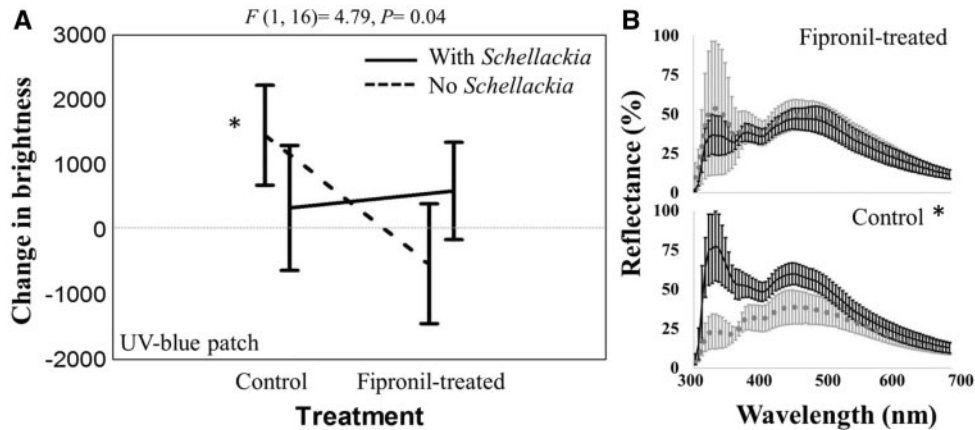 A
F (1, 16)= 4.79, P= 0.04
3000
2000
1000
0
-1000
-2000
Change in brightness
With Schellackia
No Schellackia
*
UV-blue patch
Control
Fipronil-treated
Treatment
B
100
75
50
25
0
Fipronil-treated
Reflectance (%)
100
75
50
25
0
Control *
300
400
500
600
700
Wavelength (nm)